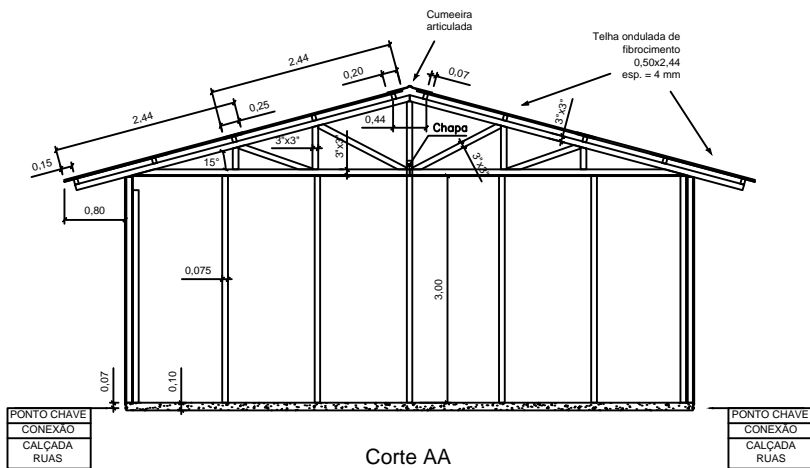 Cumeeira
articulada
Telha ondulada de
fibrocimento
0,50x2,44
esp. = 4 mm
2,44
0,20
0,07
2,44
0,25
0,44
Chapa
3"x3"
3"x3"
3"x3"
3"x3"
0,15
15°
0,80
0,075
3,00
0,07
0,10
PONTO CHAVE
CONEXÃO
CALÇADA
RUAS
PONTO CHAVE
CONEXÃO
CALÇADA
RUAS
Corte AA